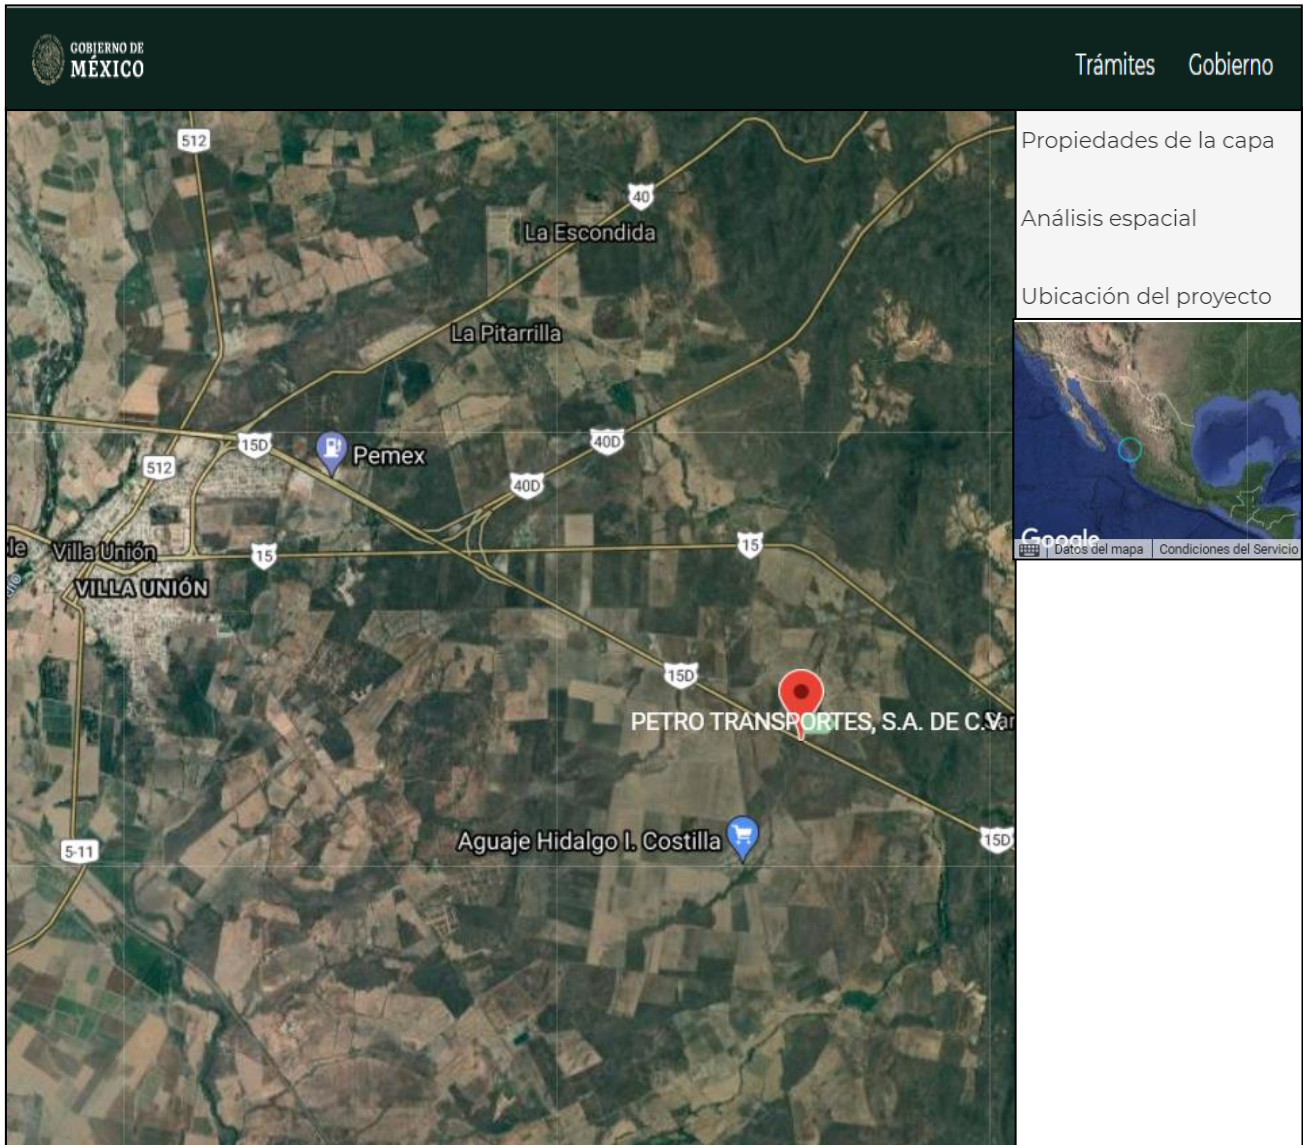 GOBIERNO DE
MÉXICO
Trámites Gobierno
Propiedades de la capa
Análisis espacial
Ubicación del proyecto
512
40
La Escondida
La Pitarrilla
15D
Pemex
40D
512
40D
Villa Unión
15
15
VILLA UNIÓN
15D
PETRO TRANSPORTES, S.A. DE C.V.
Aguaje Hidalgo I. Costilla
15D
5-11
Google
Datos del mapa
Condiciones del Servicio